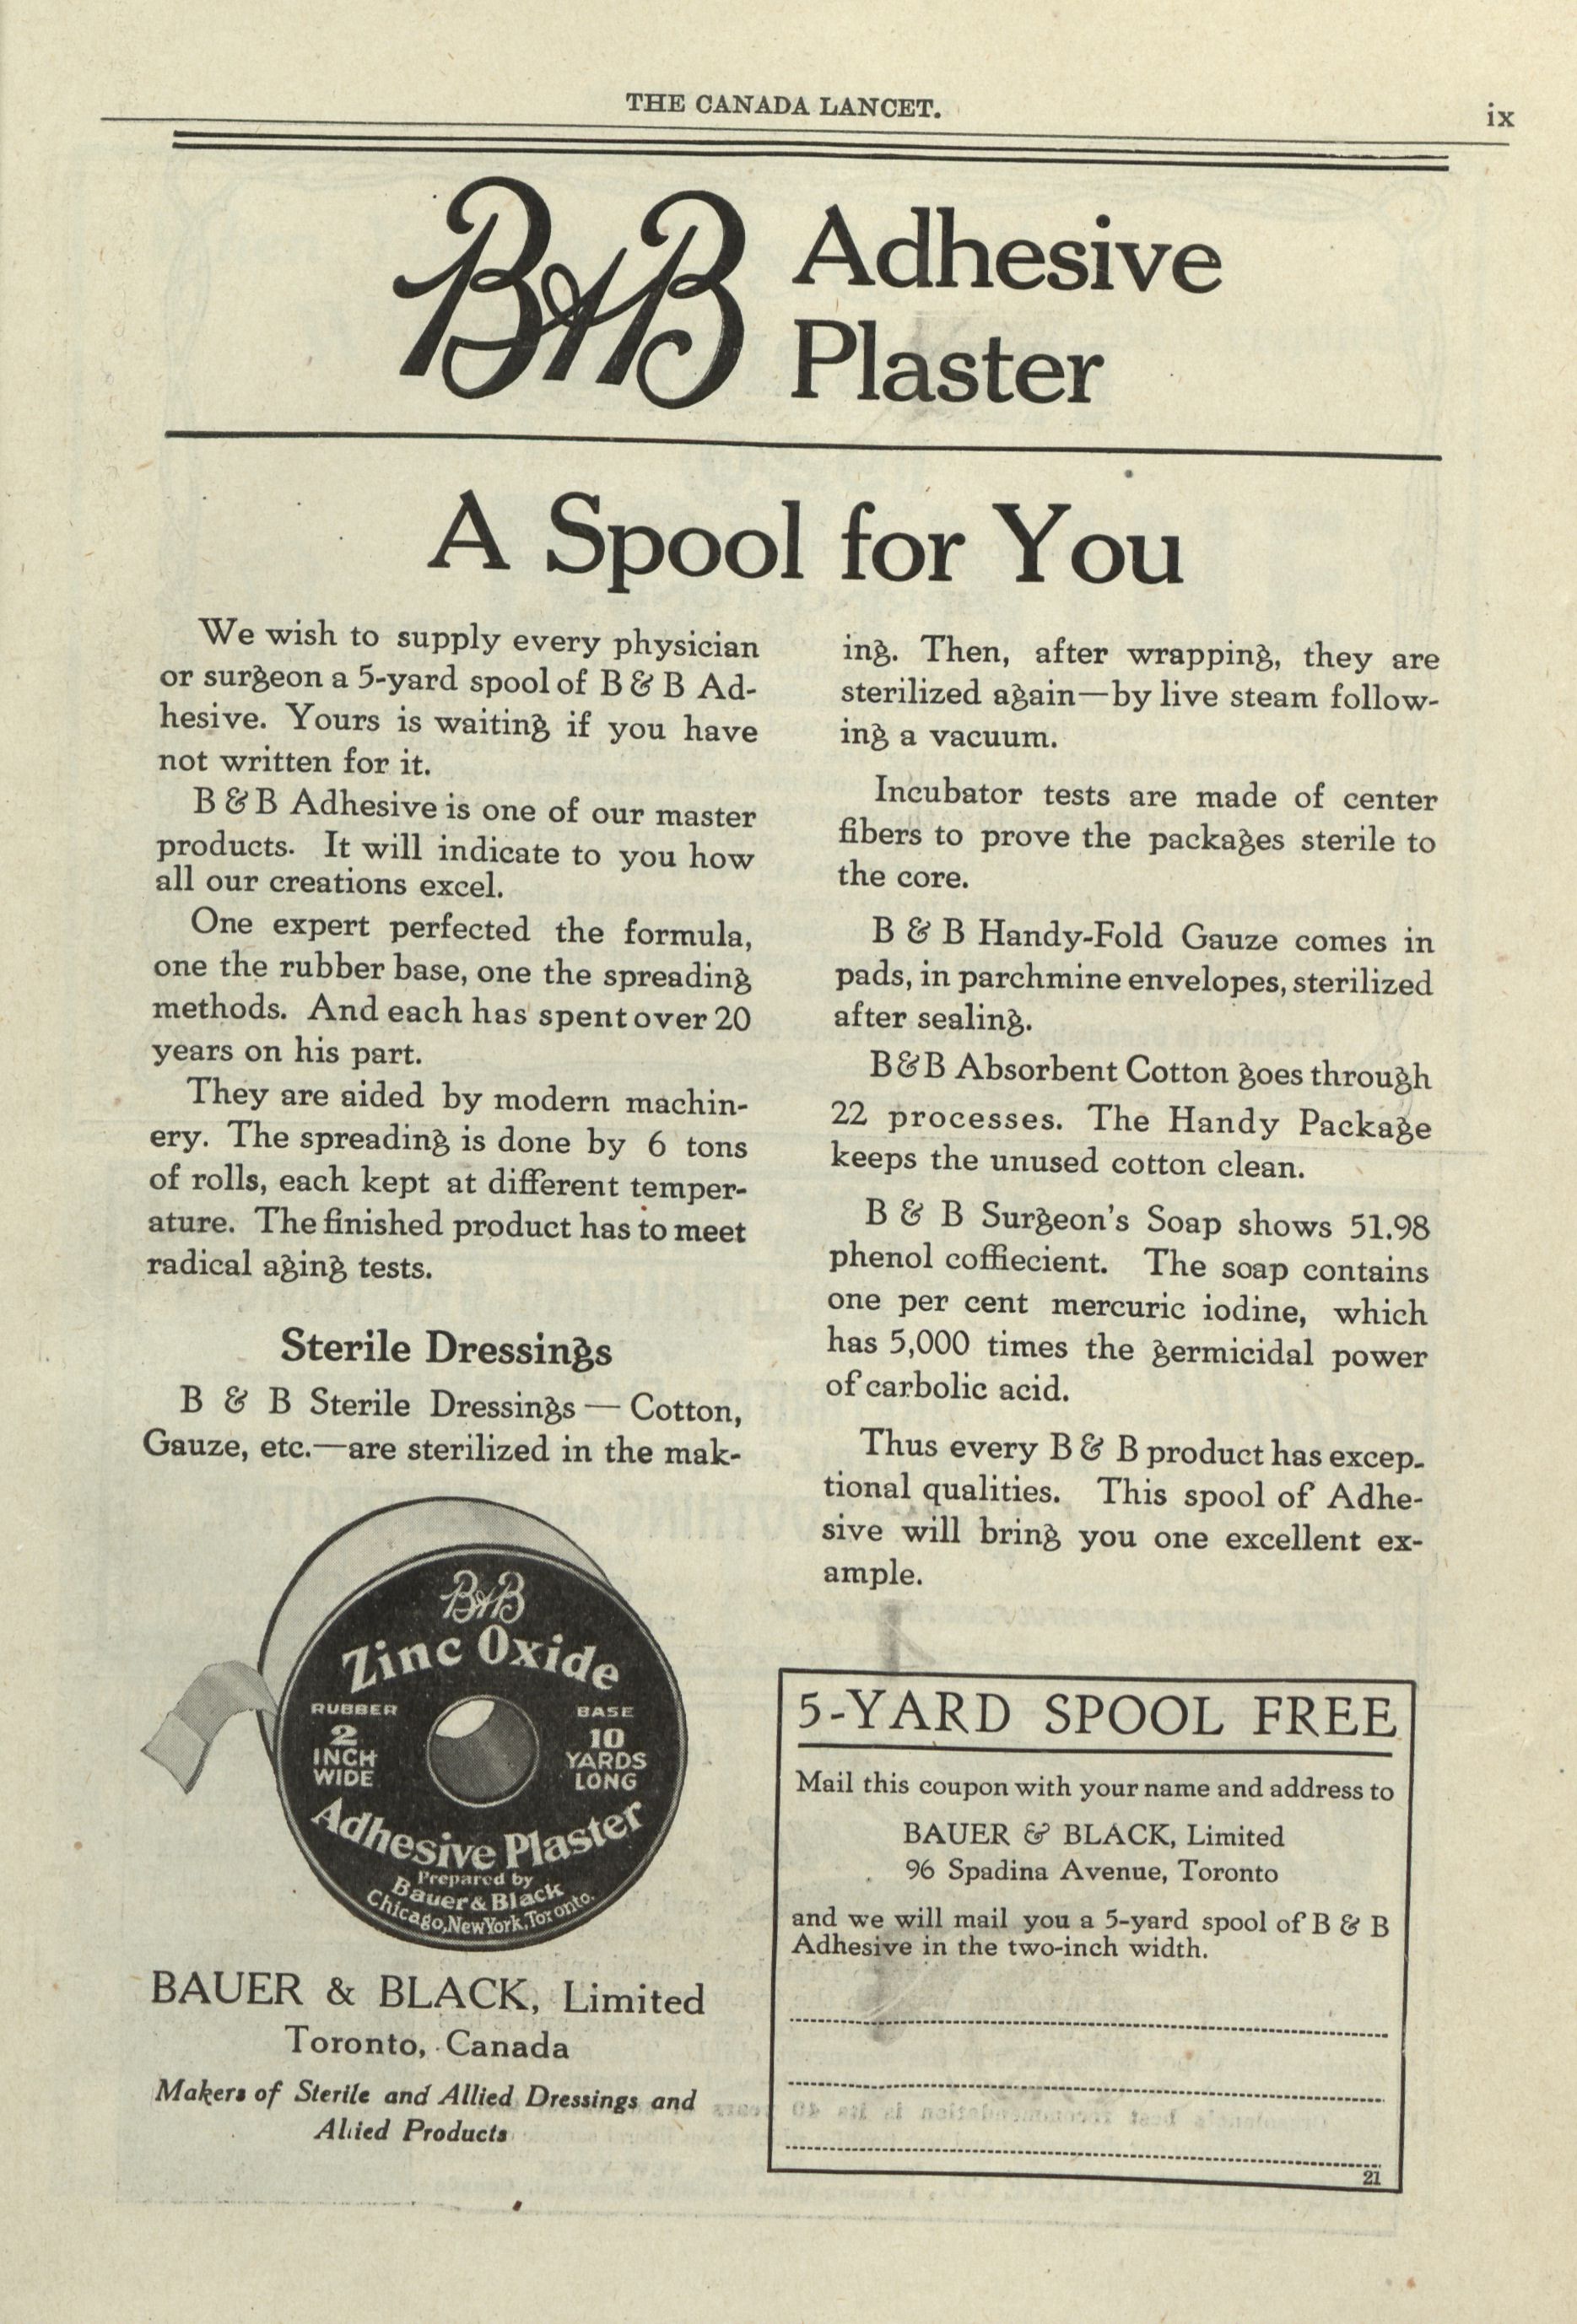 THE CANADA LANCET.
ix
B & B Adhesive
Plaster
A Spool for You
We wish to supply every physician
or surgeon a 5-yard spool of B & B Ad-
hesive. Yours is waiting if you have
not written for it.
B & B Adhesive is one of our master
products. It will indicate to you how
all our creations excel.
One expert perfected the formula,
one the rubber base, one the spreading
methods. And each has spent over 20
years on his part.
They are aided by modern machin-
ery. The spreading is done by 6 tons
of rolls, each kept at different temper-
ature. The finished product has to meet
radical aging tests.
Sterile Dressings
B & B Sterile Dressings — Cotton,
Gauze, etc.—are sterilized in the mak-
ing. Then, after wrapping, they are
sterilized again—by live steam follow-
ing a vacuum.
Incubator tests are made of center
fibers to prove the packages sterile to
the core.
B & B Handy-Fold Gauze comes in
pads, in parchmine envelopes, sterilized
after sealing.
B & B Absorbent Cotton goes through
22 processes. The Handy Package
keeps the unused cotton clean.
B & B Surgeon's Soap shows 51.98
phenol coffiecient. The soap contains
one per cent mercuric iodine, which
has 5,000 times the germicidal power
of carbolic acid.
Thus every B & B product has excep-
tional qualities. This spool of Adhe-
sive will bring you one excellent ex-
ample.
B & B
Zinc Oxide
RUBBER BASE
2 INCH WIDE
10 YARDS LONG
Adhesive Plaster
Prepared by
Bauer & Black
Chicago, New York, Toronto.
BAUER & BLACK, Limited
Toronto, Canada
Makers of Sterile and Allied Dressings and
Allied Products
5-YARD SPOOL FREE
Mail this coupon with your name and address to
BAUER & BLACK, Limited
96 Spadina Avenue, Toronto
and we will mail you a 5-yard spool of B & B
Adhesive in the two-inch width.
21